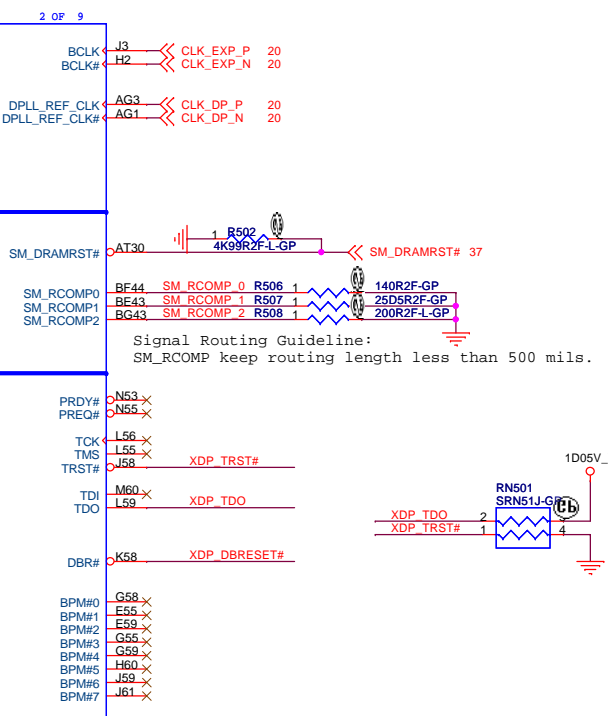 2 OF 9
BCLK J3 CLK_EXP_P 20
BCLK# H2 CLK_EXP_N 20
DPLL_REF_CLK AG3 CLK_DP_P 20
DPLL_REF_CLK# AG1 CLK_DP_N 20
1 R502
4K99R2F-L-GP
SM_DRAMRST# AT30 SM_DRAMRST# 37
SM_RCOMP0 BF44 SM_RCOMP_0 R506 1 140R2F-GP
SM_RCOMP1 BE43 SM_RCOMP_1 R507 1 25D5R2F-GP
SM_RCOMP2 BG43 SM_RCOMP_2 R508 1 200R2F-L-GP
Signal Routing Guideline:
SM_RCOMP keep routing length less than 500 mils.
PRDY# N53
PREQ# N55
TCK L56
TMS L55
TRST# J58 XDP_TRST#
TDI M60
TDO L59 XDP_TDO
DBR# K58 XDP_DBRESET#
1D05V_
RN501
SRN51J-GP
XDP_TDO 2
XDP_TRST# 1 4
BPM#0 G58
BPM#1 E55
BPM#2 E59
BPM#3 G55
BPM#4 G59
BPM#5 H60
BPM#6 J59
BPM#7 J61